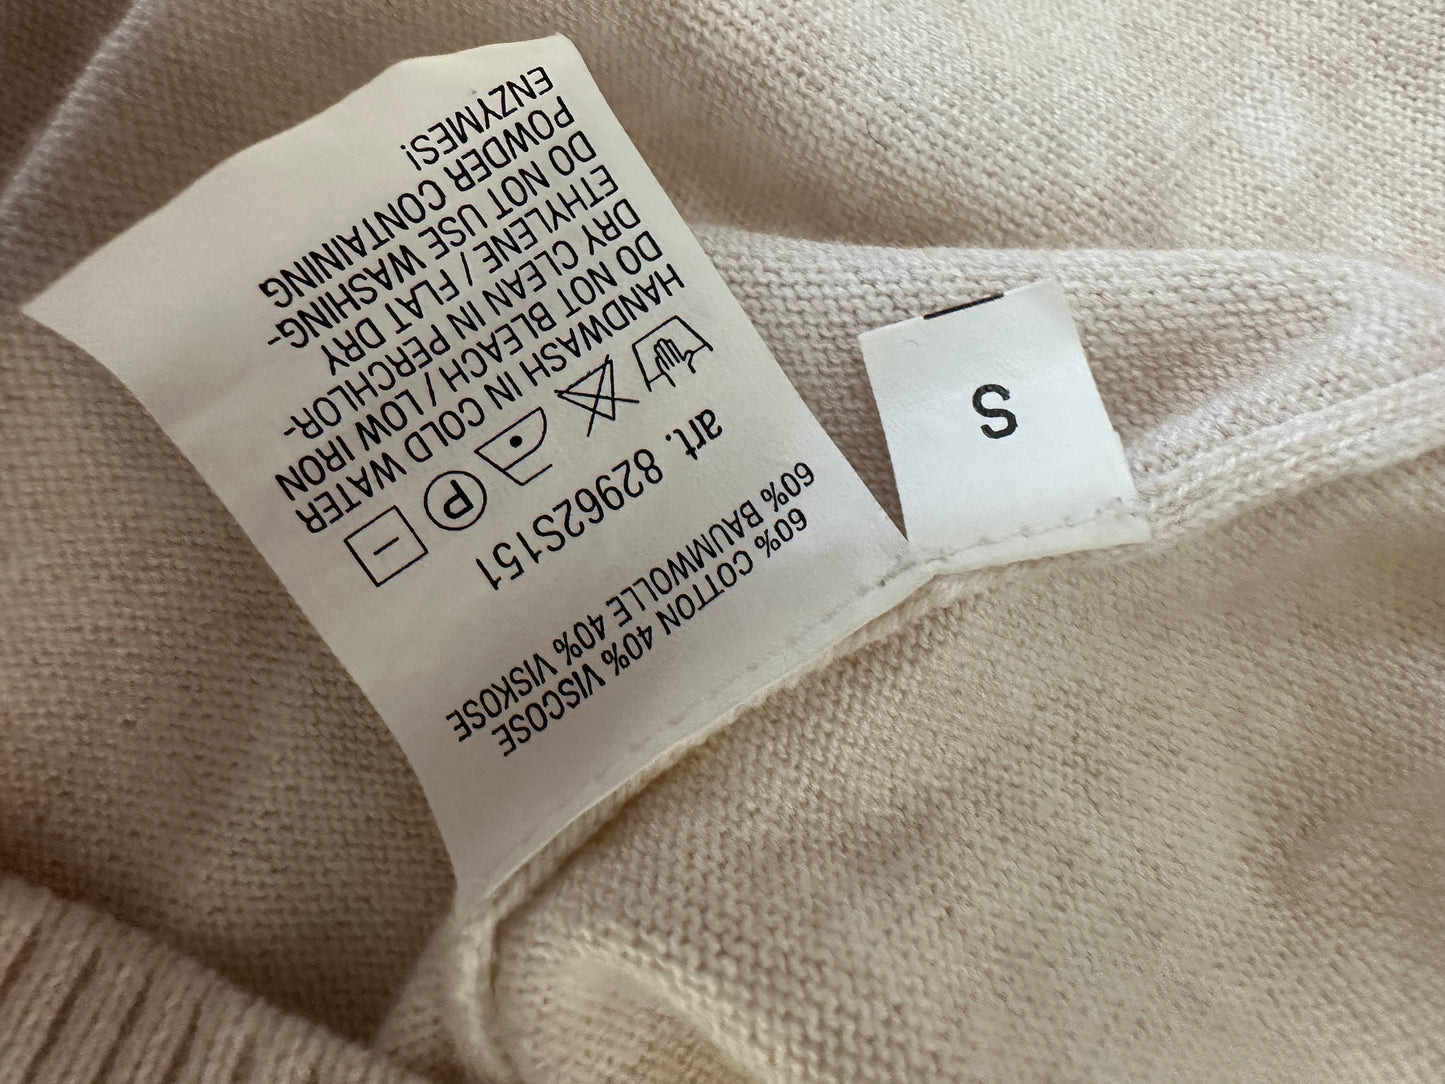 60% COTTON 40% VISCOSE
60% BAUMWOLLE 40% VISKOSE
art. 82962S151
P
HANDWASH IN COLD WATER
DO NOT BLEACH / LOW IRON
DRY CLEAN IN PERCHLOR-
ETHYLENE / FLAT DRY
DO NOT USE WASHING-
POWDER CONTAINING
ENZYMES!
S